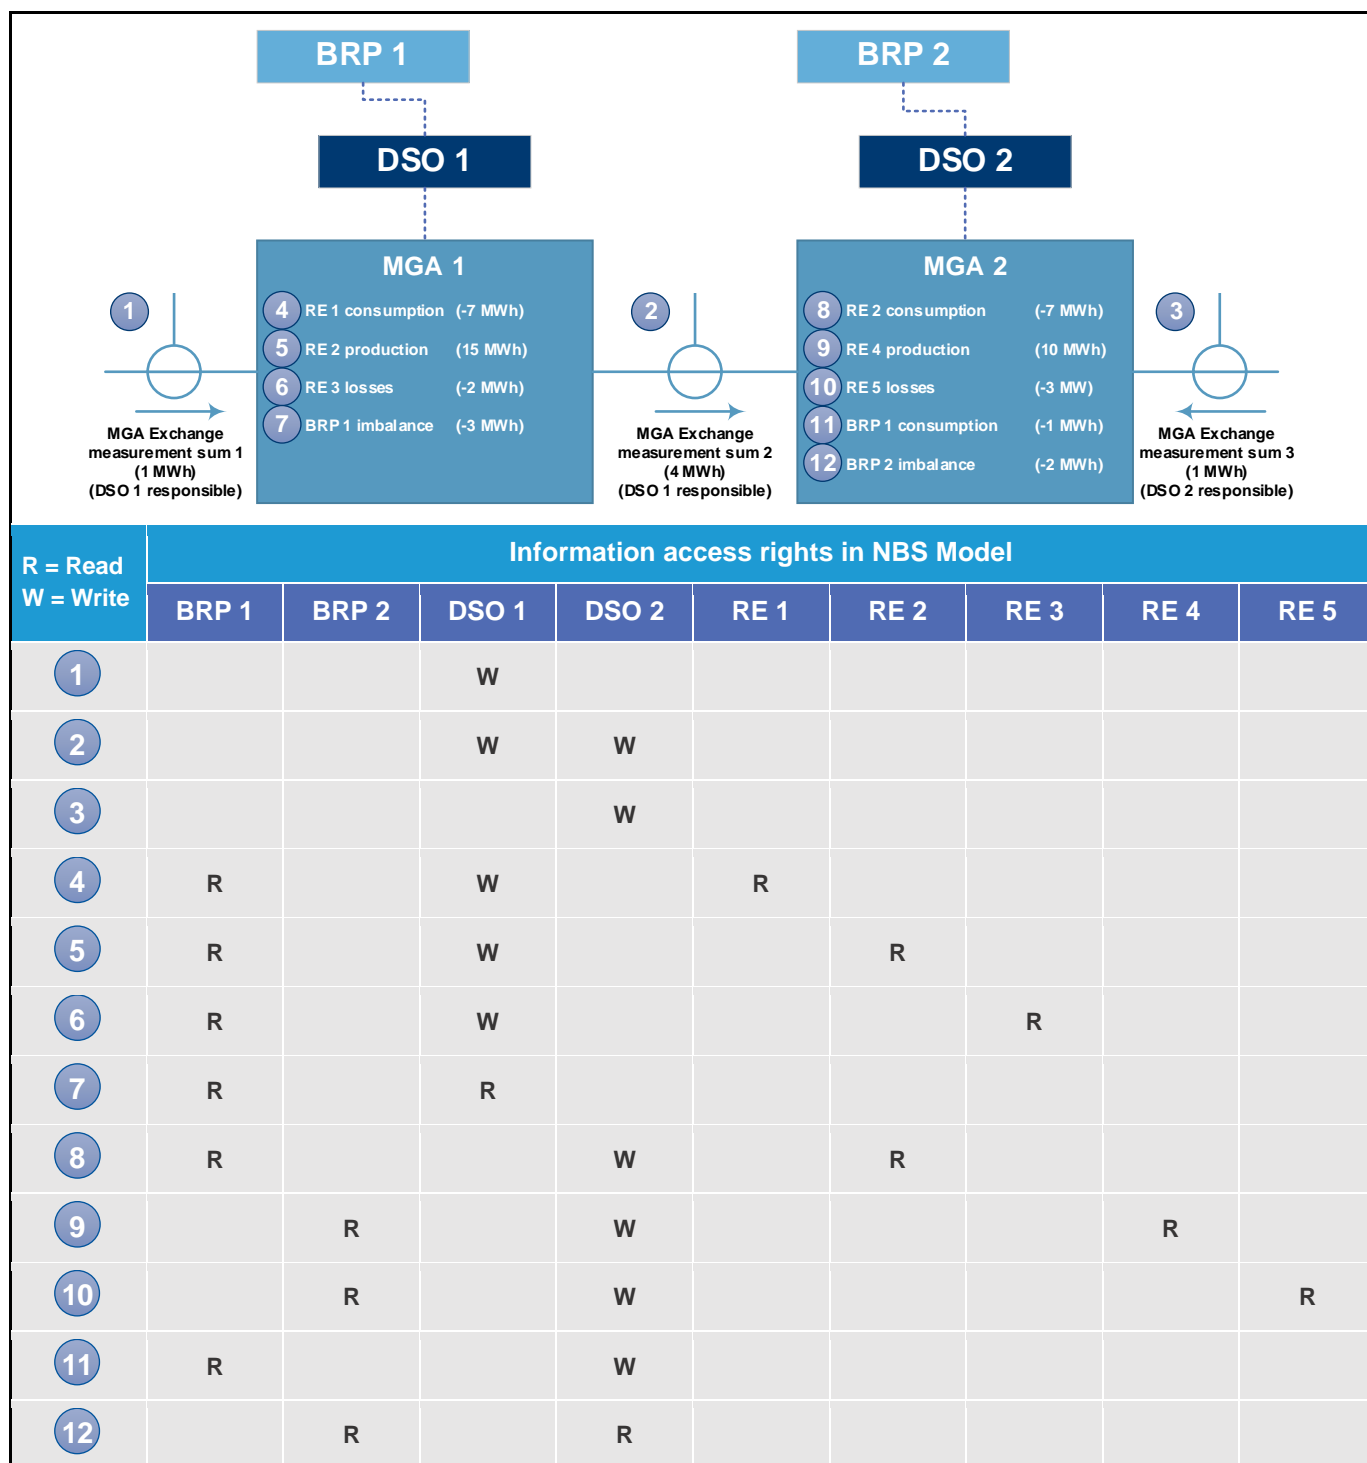 BRP 1
BRP 2
DSO 1
DSO 2
MGA 1
MGA 2
1
4 RE 1 consumption (-7 MWh)
5 RE 2 production (15 MWh)
6 RE 3 losses (-2 MWh)
7 BRP 1 imbalance (-3 MWh)
2
8 RE 2 consumption (-7 MWh)
9 RE 4 production (10 MWh)
10 RE 5 losses (-3 MW)
11 BRP 1 consumption (-1 MWh)
12 BRP 2 imbalance (-2 MWh)
3
MGA Exchange
measurement sum 1
(1 MWh)
(DSO 1 responsible)
MGA Exchange
measurement sum 2
(4 MWh)
(DSO 1 responsible)
MGA Exchange
measurement sum 3
(1 MWh)
(DSO 2 responsible)
R = Read
W = Write
Information access rights in NBS Model
BRP 1 BRP 2 DSO 1 DSO 2 RE 1 RE 2 RE 3 RE 4 RE 5
1 W
2 W W
3 W
4 R W R
5 R W R
6 R W R
7 R R
8 R W R
9 R W R
10 R W R
11 R W
12 R R